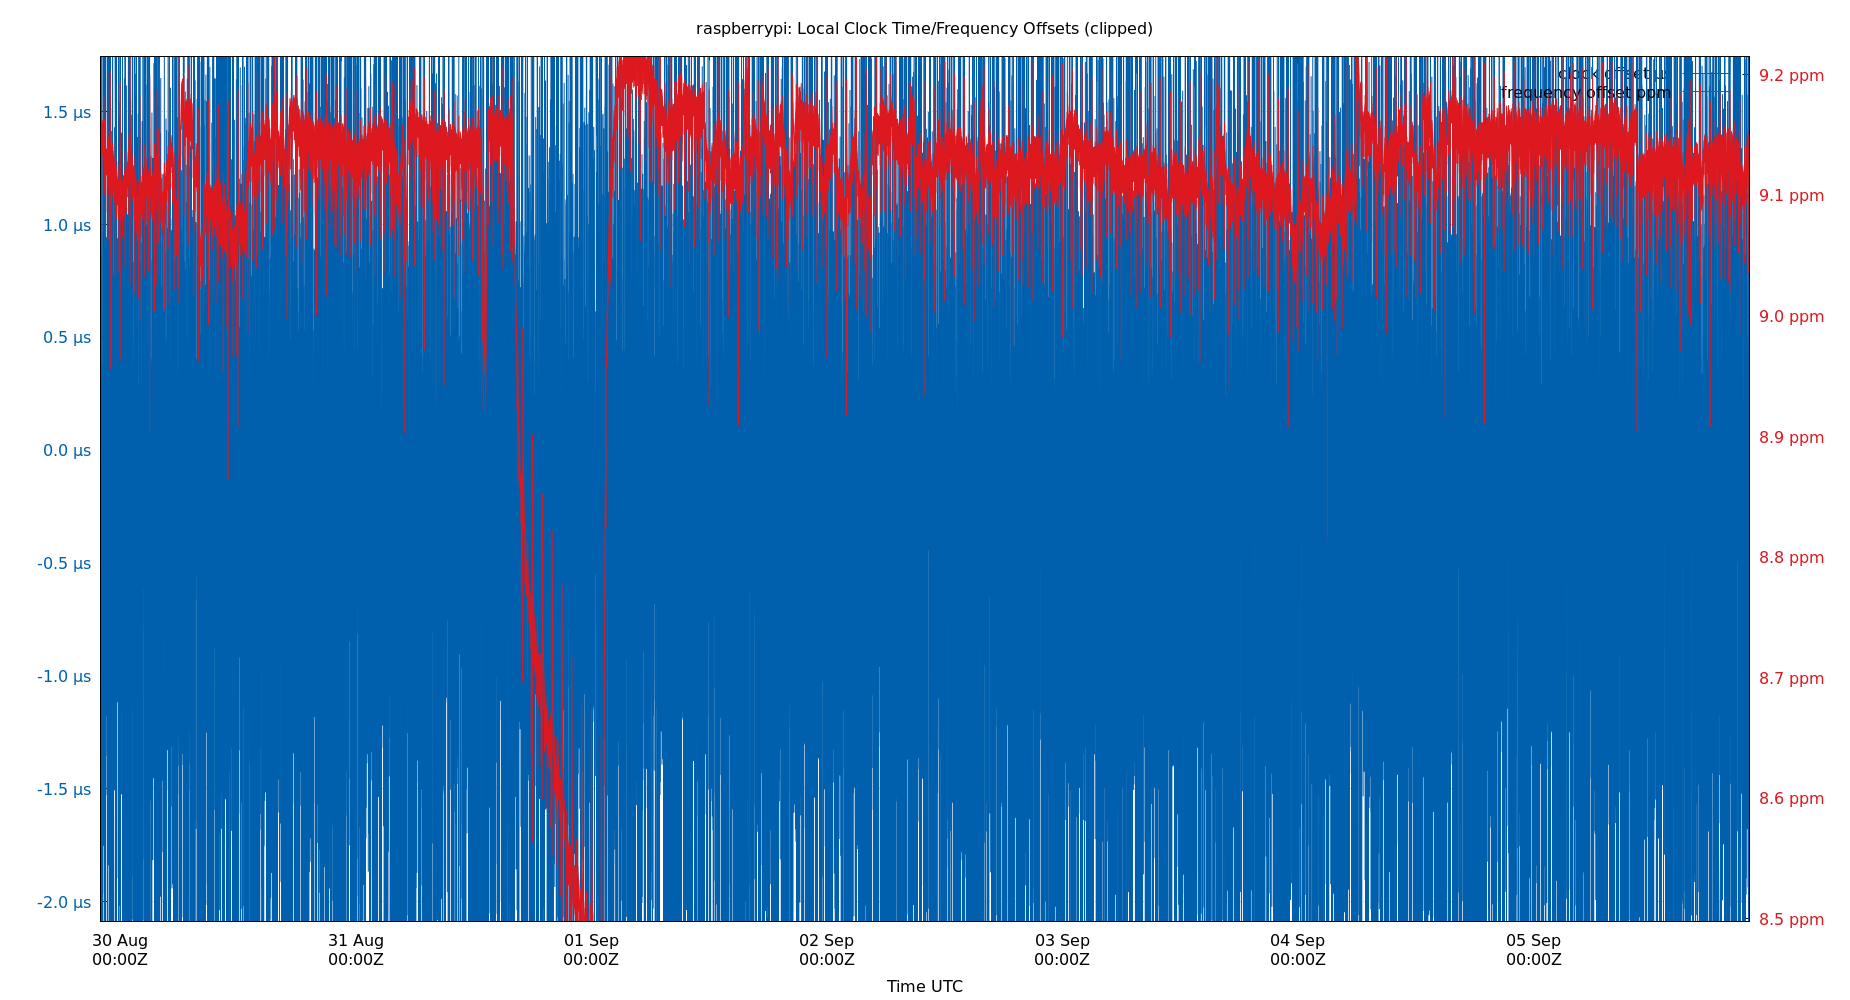 raspberrypi: Local Clock Time/Frequency Offsets (clipped)
clock offset µs
frequency offset ppm
1.5 µs
1.0 µs
0.5 µs
0.0 µs
-0.5 µs
-1.0 µs
-1.5 µs
-2.0 µs
9.2 ppm
9.1 ppm
9.0 ppm
8.9 ppm
8.8 ppm
8.7 ppm
8.6 ppm
8.5 ppm
30 Aug 31 Aug 01 Sep 02 Sep 03 Sep 04 Sep 05 Sep
00:00Z 00:00Z 00:00Z 00:00Z 00:00Z 00:00Z 00:00Z
Time UTC